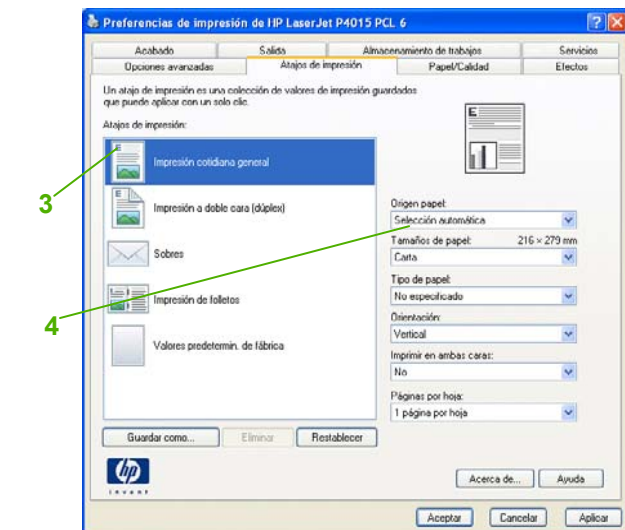 Preferencias de impresión de HP LaserJet P4015 PCL 6
Acabado Salida Almacenamiento de trabajos Servicios
Opciones avanzadas Atajos de impresión Papel/Calidad Efectos
Un atajo de impresión es una colección de valores de impresión guardados
que puede aplicar con un solo clic.
Atajos de impresión:
3
Impresión cotidiana general
Impresión a doble cara (dúplex)
Sobres
4
Impresión de folletos
Valores predetermin. de fábrica
Origen papel:
Selección automática
Tamaños de papel: 216 × 279 mm
Carta
Tipo de papel:
No especificado
Orientación:
Vertical
Imprimir en ambas caras:
No
Páginas por hoja:
1 página por hoja
Guardar como... Eliminar Restablecer
hp
invent
Acerca de... Ayuda
Aceptar Cancelar Aplicar